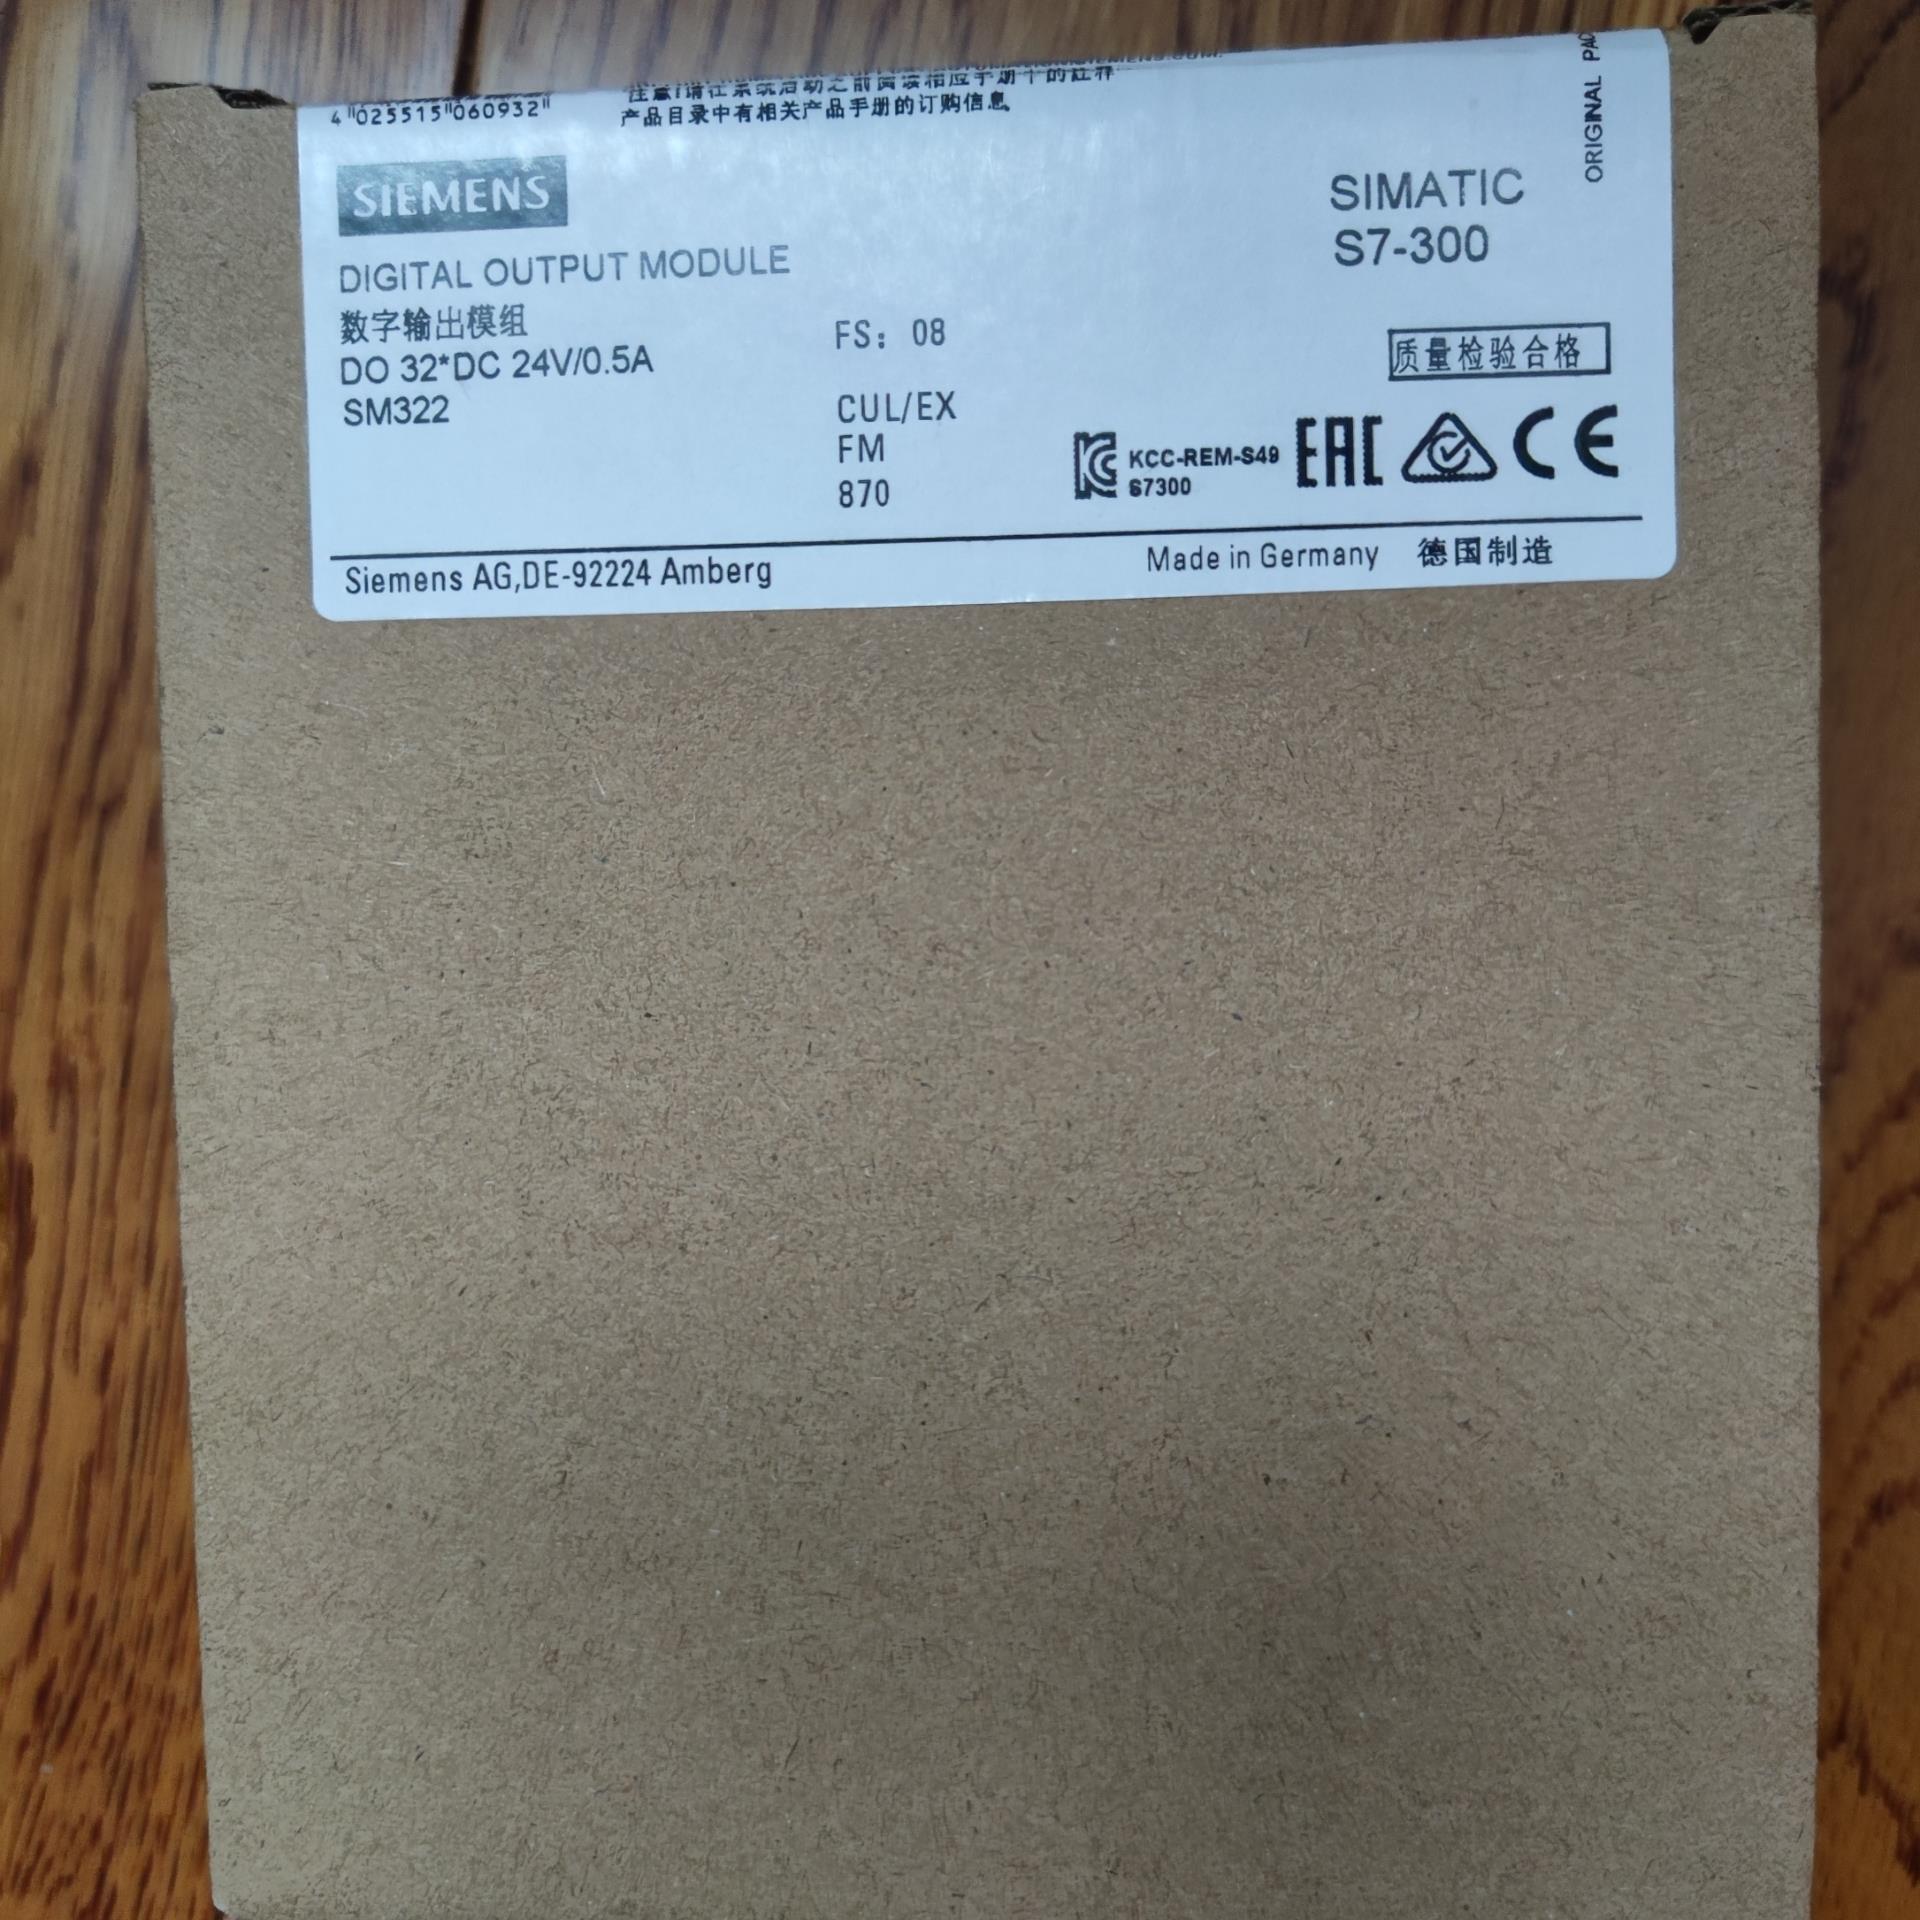 4 025515 060932
注意!请在系统启动之前阅读相应手册中的注释
产品目录中有相关产品手册的订购信息
ORIGINAL
SIEMENS
SIMATIC
S7-300
DIGITAL OUTPUT MODULE
数字输出模组
DO 32*DC 24V/0.5A
SM322
FS: 08
CUL/EX
FM
870
质量检验合格
KCC-REM-S49
S7300
EAC
CE
Siemens AG,DE-92224 Amberg
Made in Germany 德国制造